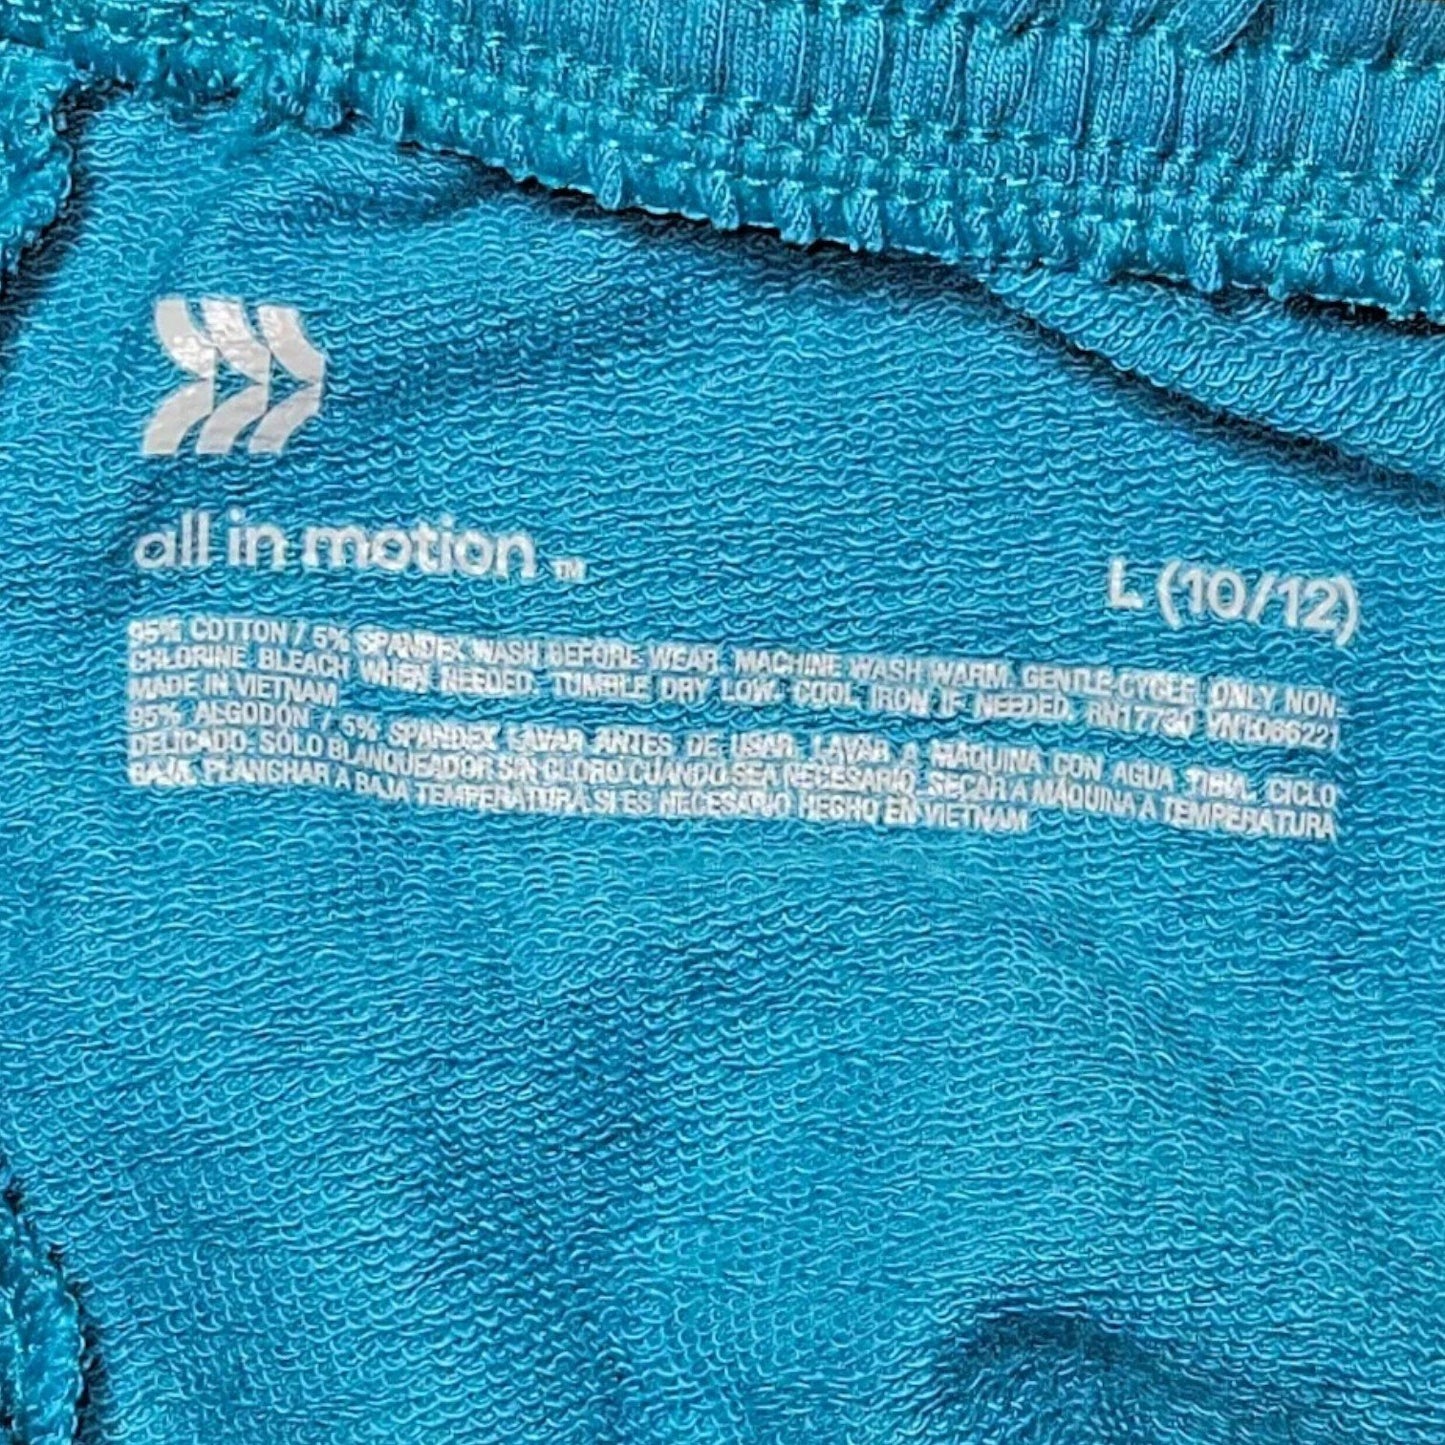 all in motion ™
L (10/12)
95% COTTON / 5% SPANDEX WASH BEFORE WEAR. MACHINE WASH WARM. GENTLE CYCLE. ONLY NON-
CHLORINE BLEACH WHEN NEEDED. TUMBLE DRY LOW. COOL IRON IF NEEDED. RN17730 VN1066221
MADE IN VIETNAM
95% ALGODÓN / 5% SPANDEX LAVAR ANTES DE USAR. LAVAR A MÁQUINA CON AGUA TIBIA. CICLO
DELICADO. SÓLO BLANQUEADOR SIN CLORO CUANDO SEA NECESARIO. SECAR A MÁQUINA A TEMPERATURA
BAJA. PLANCHAR A BAJA TEMPERATURA SI ES NECESARIO HECHO EN VIETNAM